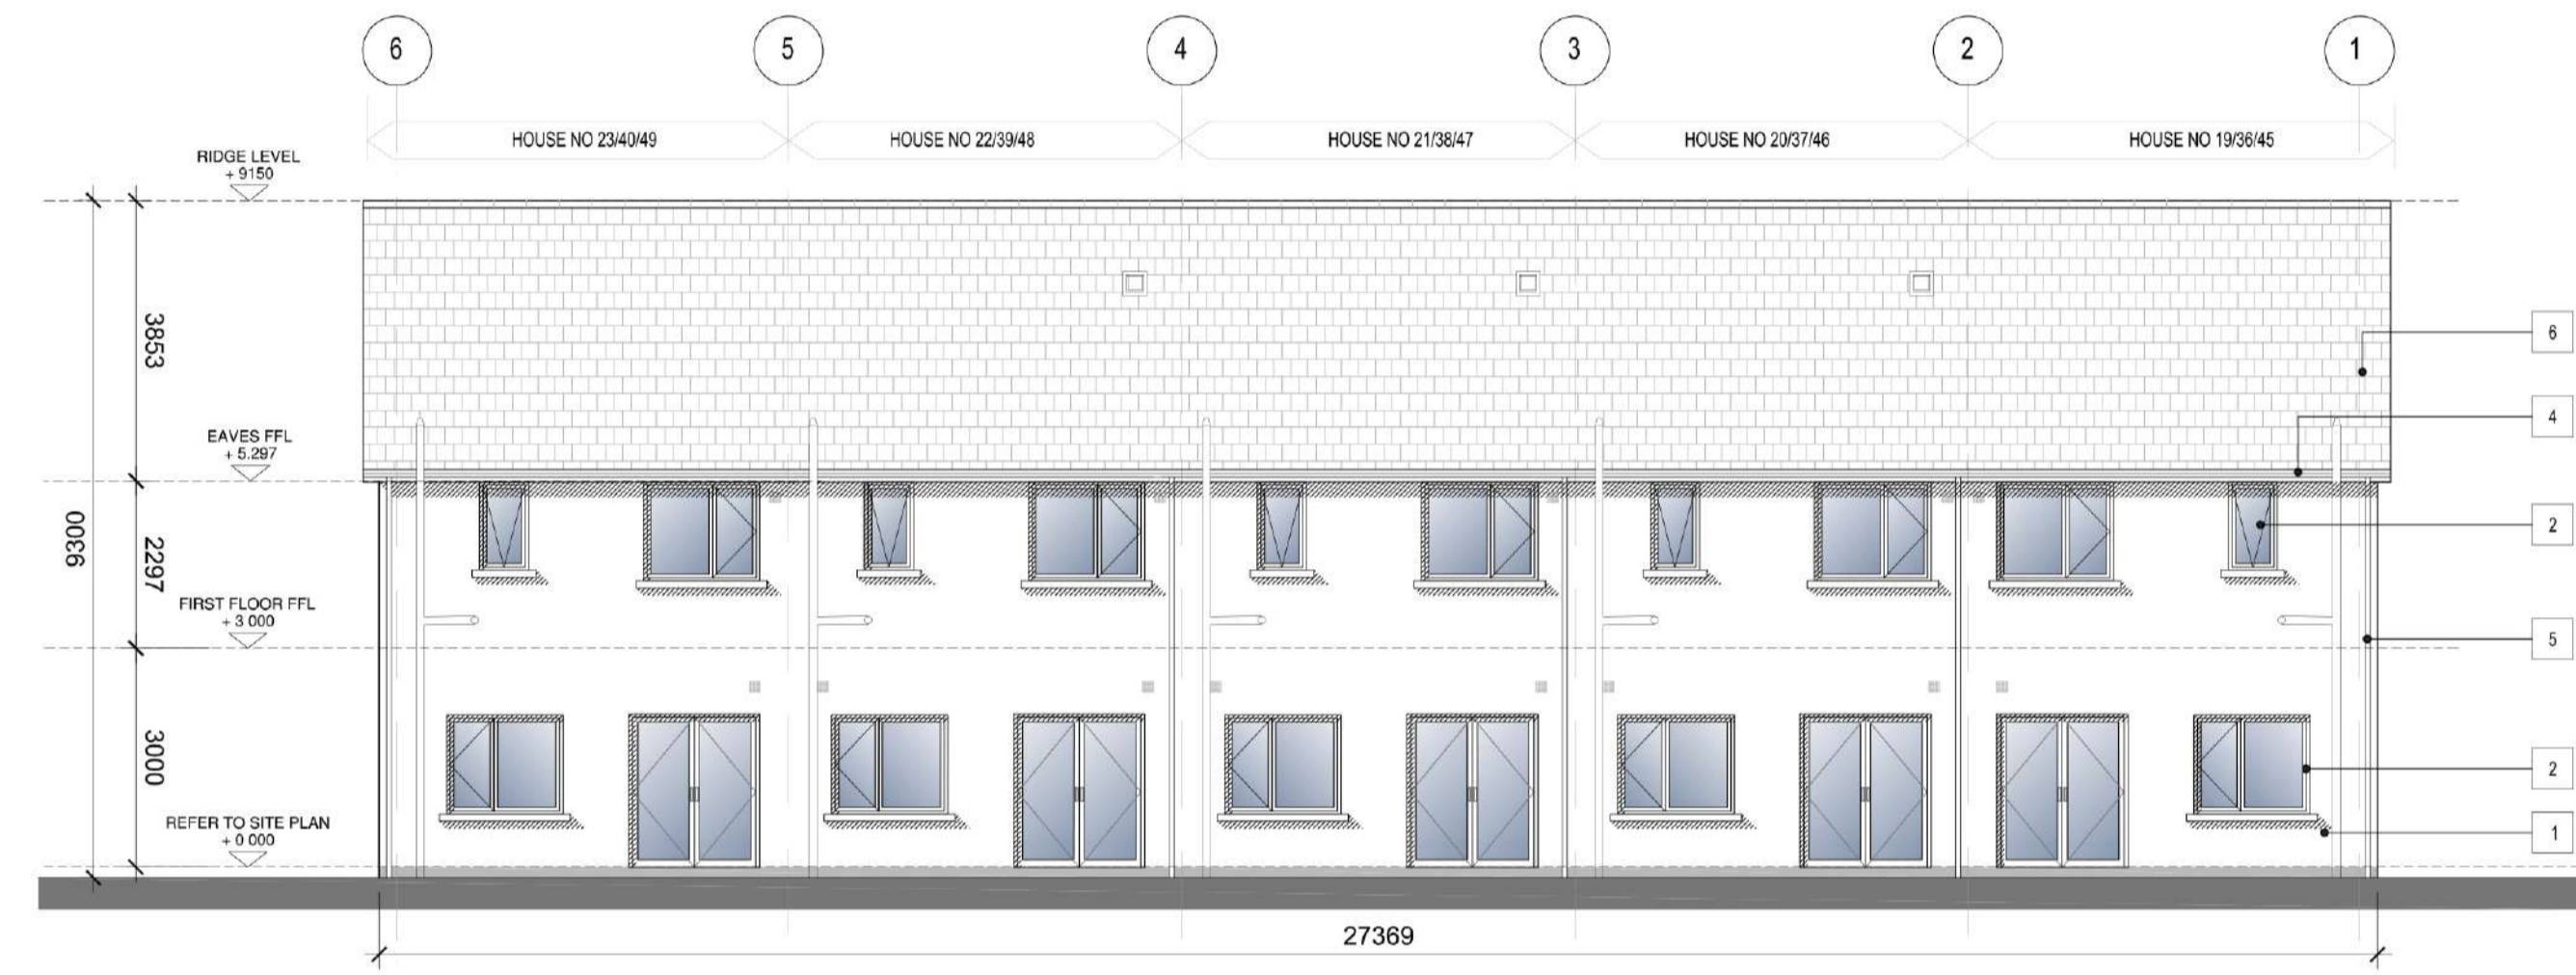 6 5 4 3 2 1
HOUSE NO 23/40/49 HOUSE NO 22/39/48 HOUSE NO 21/38/47 HOUSE NO 20/37/46 HOUSE NO 19/36/45
RIDGE LEVEL
+ 9150
3853
6
4
EAVES FFL
+ 5.297
9300
2297
2
FIRST FLOOR FFL
+ 3 000
5
3000
2
REFER TO SITE PLAN
+ 0 000
1
27369